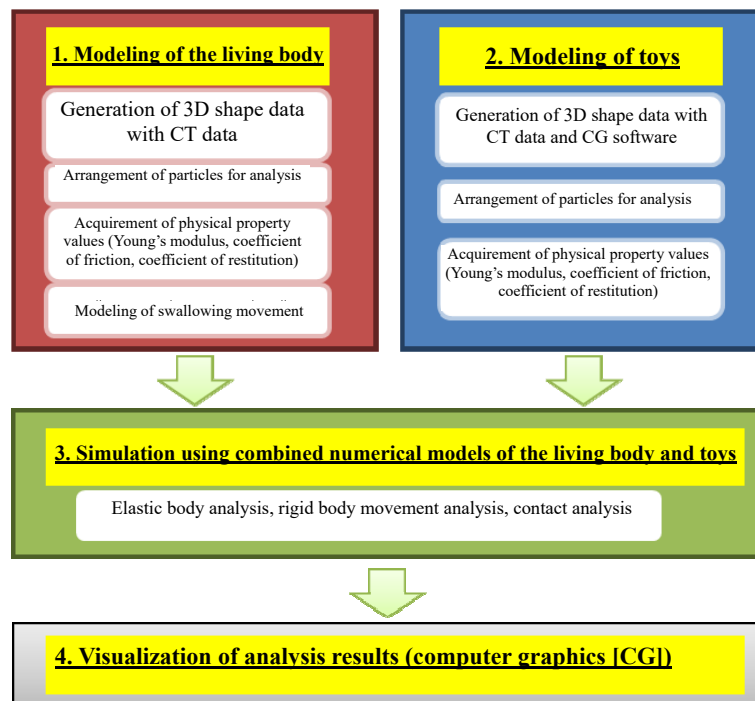 1. Modeling of the living body
Generation of 3D shape data
with CT data
Arrangement of particles for analysis
Acquirement of physical property
values (Young's modulus, coefficient
of friction, coefficient of restitution)
Modeling of swallowing movement
2. Modeling of toys
Generation of 3D shape data with
CT data and CG software
Arrangement of particles for analysis
Acquirement of physical property values
(Young's modulus, coefficient of friction,
coefficient of restitution)
3. Simulation using combined numerical models of the living body and toys
Elastic body analysis, rigid body movement analysis, contact analysis
4. Visualization of analysis results (computer graphics [CG])